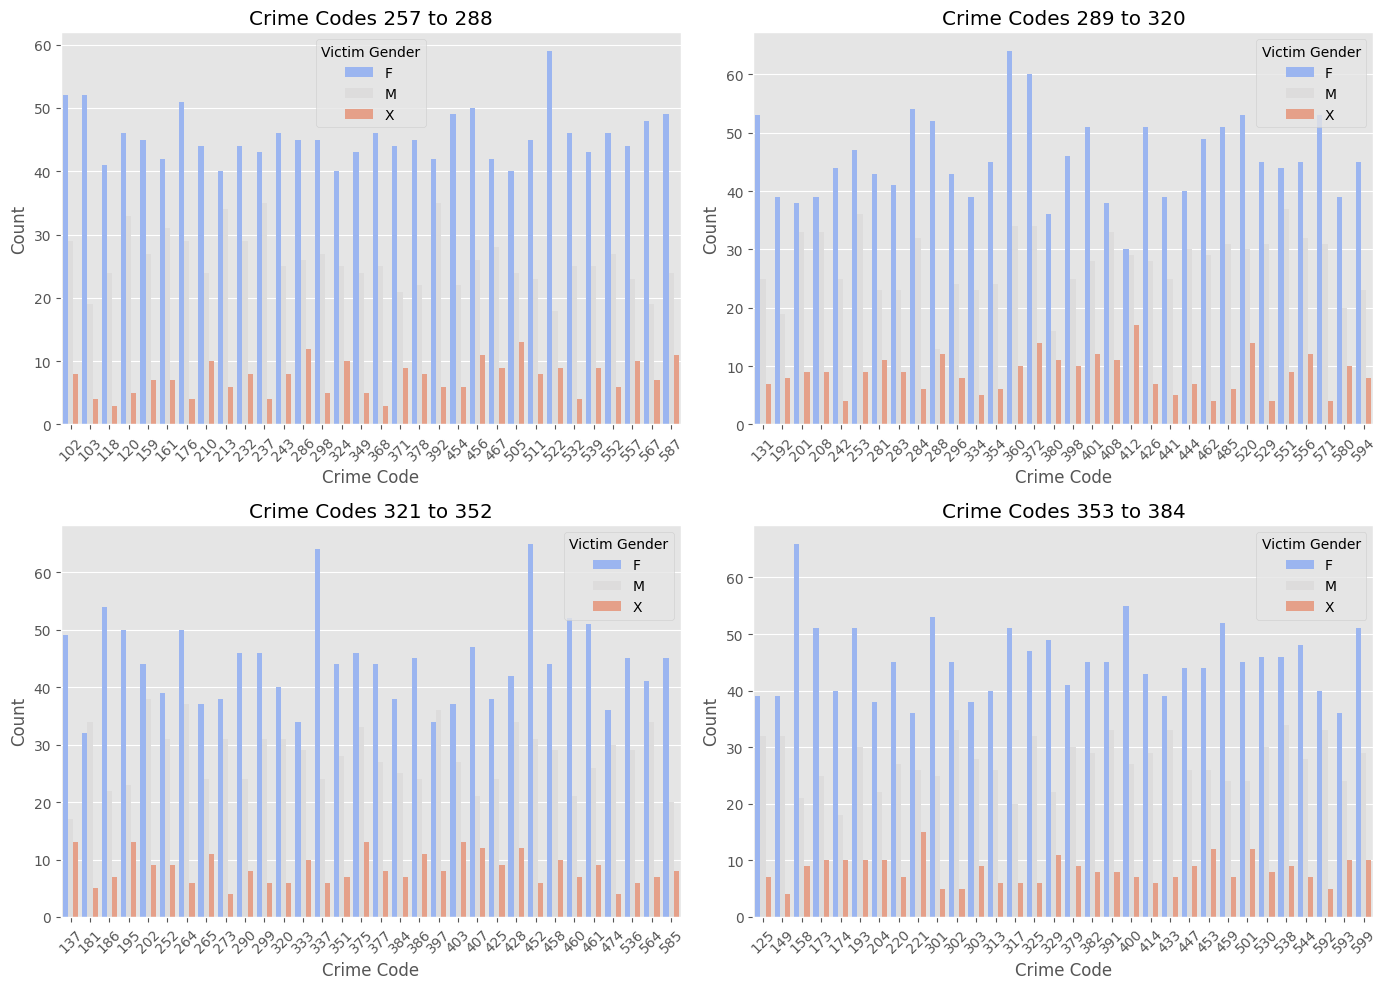 Crime Codes 257 to 288
60
50
40
30
20
10
0
Count
Victim Gender
F
M
X
102 103 118 120 159 161 176 210 213 232 237 243 286 298 324 349 368 371 378 392 454 456 467 505 511 522 532 539 552 557 567 587
Crime Code
Crime Codes 289 to 320
60
50
40
30
20
10
0
Count
Victim Gender
F
M
X
131 192 201 208 242 253 281 283 284 288 296 334 354 360 372 380 398 401 408 412 426 441 444 462 485 520 529 551 556 571 580 594
Crime Code
Crime Codes 321 to 352
60
50
40
30
20
10
0
Count
Victim Gender
F
M
X
137 181 186 195 202 252 264 265 273 290 299 320 333 337 351 375 377 384 386 397 403 407 425 428 452 458 460 461 474 536 564 585
Crime Code
Crime Codes 353 to 384
60
50
40
30
20
10
0
Count
Victim Gender
F
M
X
125 149 158 173 174 193 204 220 221 301 302 303 313 317 325 329 379 382 391 400 414 433 447 453 459 501 530 538 544 592 593 599
Crime Code